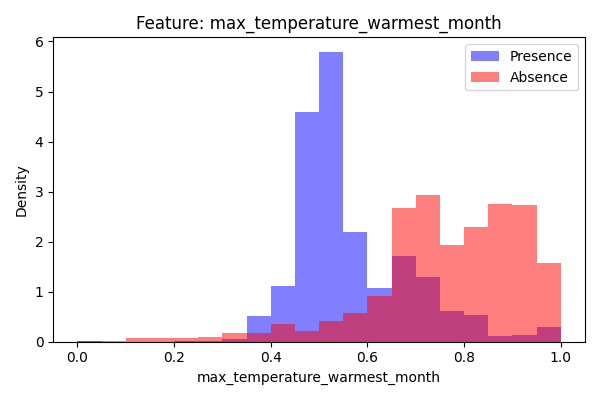 Feature: max_temperature_warmest_month
Presence
Absence
Density
6
5
4
3
2
1
0
0.0 0.2 0.4 0.6 0.8 1.0
max_temperature_warmest_month